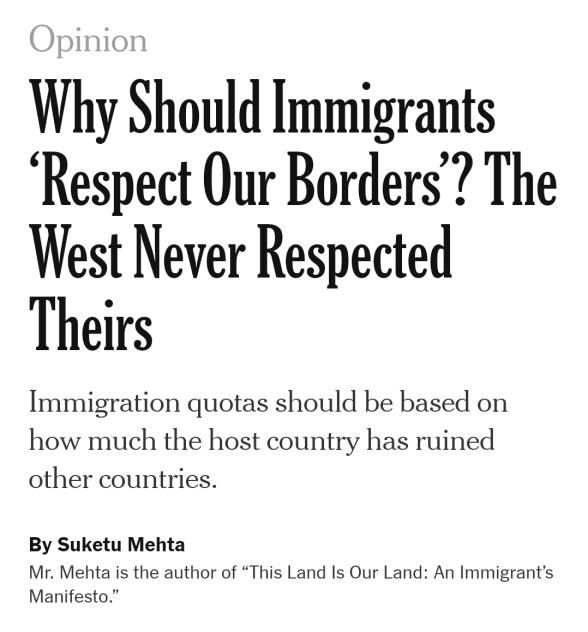 Opinion
Why Should Immigrants
‘Respect Our Borders’? The
West Never Respected
Theirs
Immigration quotas should be based on
how much the host country has ruined
other countries.
By Suketu Mehta
Mr. Mehta is the author of “This Land Is Our Land: An Immigrant’s
Manifesto.”